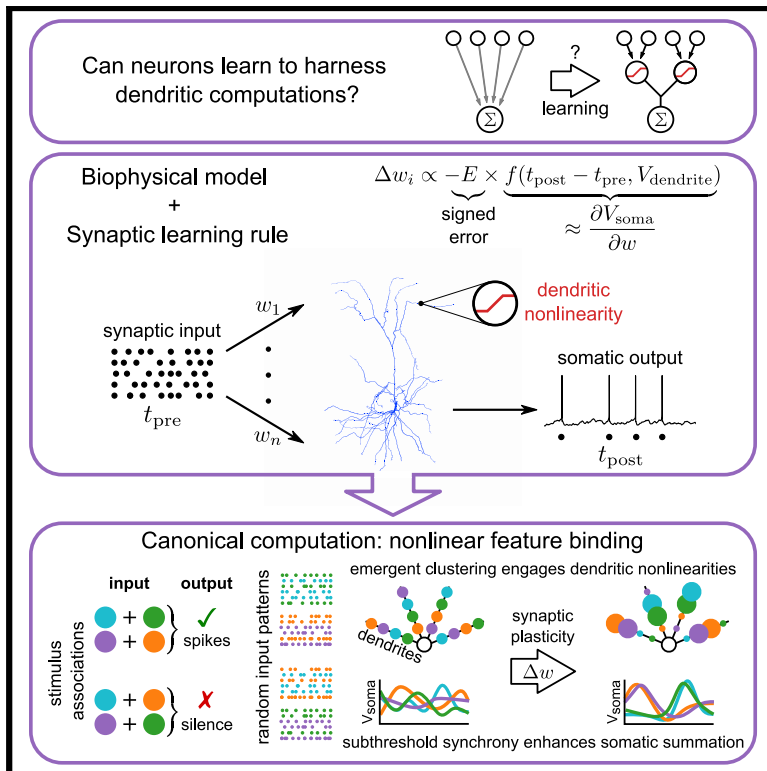 Can neurons learn to harness
dendritic computations?
?
learning
Σ
Σ
Biophysical model
+
Synaptic learning rule
Δw_i ∝ −E × f(t_post − t_pre, V_dendrite)
signed
error
≈ ∂V_soma / ∂w
synaptic input
t_pre
w_1
w_n
dendritic
nonlinearity
somatic output
t_post
Canonical computation: nonlinear feature binding
stimulus
associations
input
output
+
✓
+
spikes
+
✗
+
silence
random input patterns
emergent clustering engages dendritic nonlinearities
dendrites
synaptic
plasticity
Δw
V_soma
V_soma
subthreshold synchrony enhances somatic summation